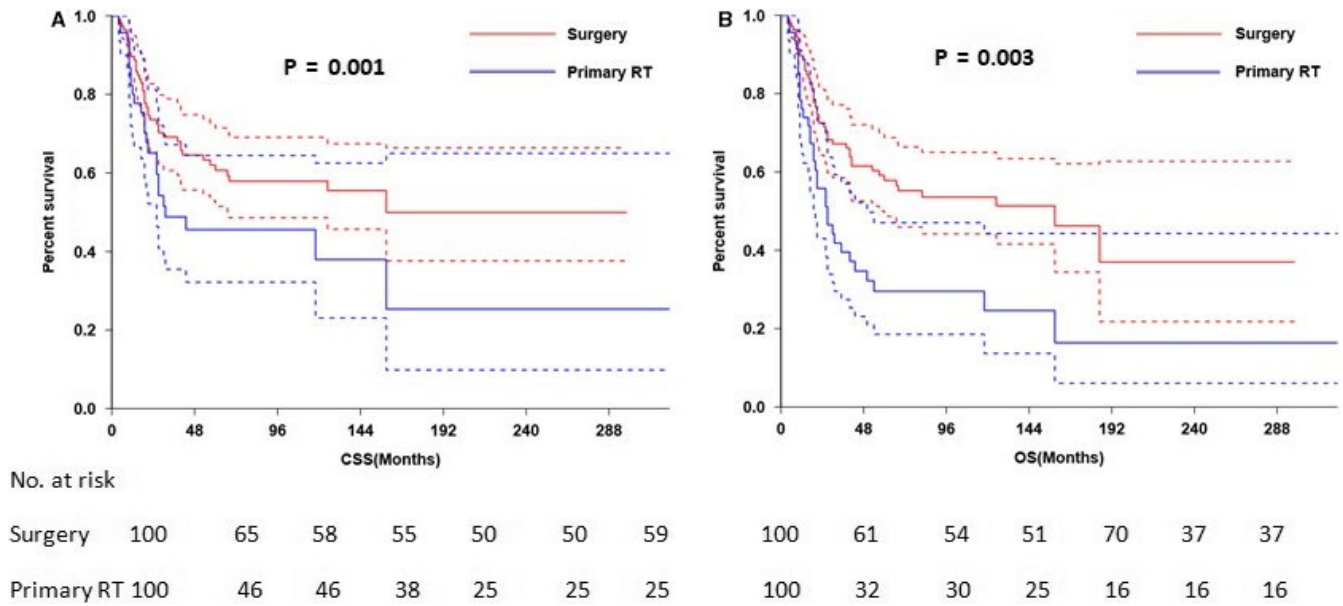 A
B
P = 0.001
P = 0.003
Surgery
Primary RT
Surgery
Primary RT
Percent survival
Percent survival
1.0
0.8
0.6
0.4
0.2
0.0
1.0
0.8
0.6
0.4
0.2
0.0
0 48 96 144 192 240 288
0 48 96 144 192 240 288
CSS(Months)
OS(Months)
No. at risk
Surgery 100 65 58 55 50 50 59 100 61 54 51 70 37 37
Primary RT 100 46 46 38 25 25 25 100 32 30 25 16 16 16